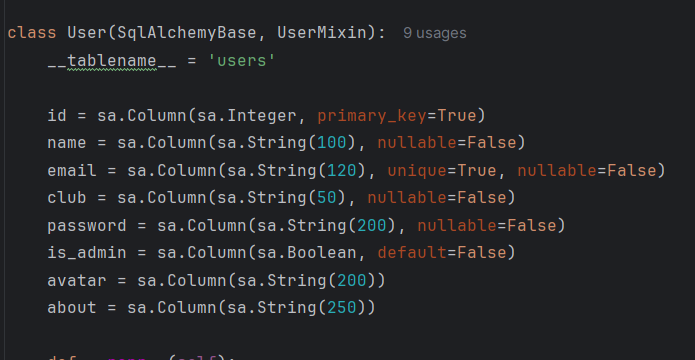 class User(SqlAlchemyBase, UserMixin): 9 usages
__tablename__ = 'users'
id = sa.Column(sa.Integer, primary_key=True)
name = sa.Column(sa.String(100), nullable=False)
email = sa.Column(sa.String(120), unique=True, nullable=False)
club = sa.Column(sa.String(50), nullable=False)
password = sa.Column(sa.String(200), nullable=False)
is_admin = sa.Column(sa.Boolean, default=False)
avatar = sa.Column(sa.String(200))
about = sa.Column(sa.String(250))